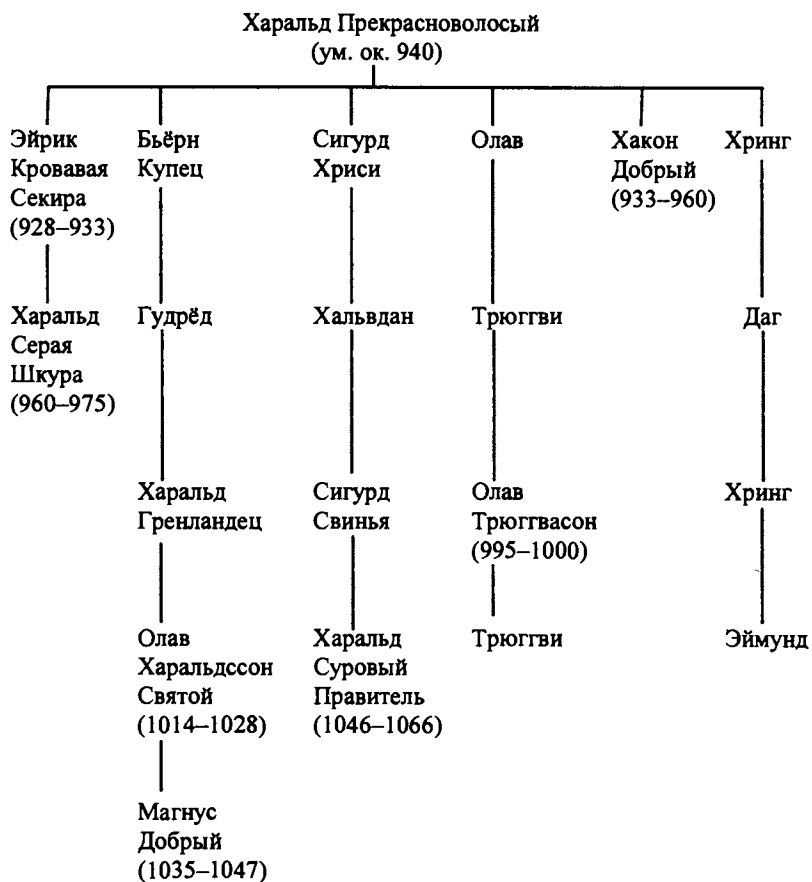 Харальд Прекрасноволосый
(ум. ок. 940)
Эйрик
Кровавая
Секира
(928–933)
Бьёрн
Купец
Сигурд
Хриси
Олав
Хакон
Добрый
(933–960)
Хринг
Харальд
Серая
Шкура
(960–975)
Гудрёд
Хальвдан
Трюггви
Даг
Харальд
Гренландец
Сигурд
Свинья
Олав
Трюггвасон
(995–1000)
Хринг
Олав
Харальдссон
Святой
(1014–1028)
Харальд
Суровый
Правитель
(1046–1066)
Трюггви
Эймунд
Магнус
Добрый
(1035–1047)